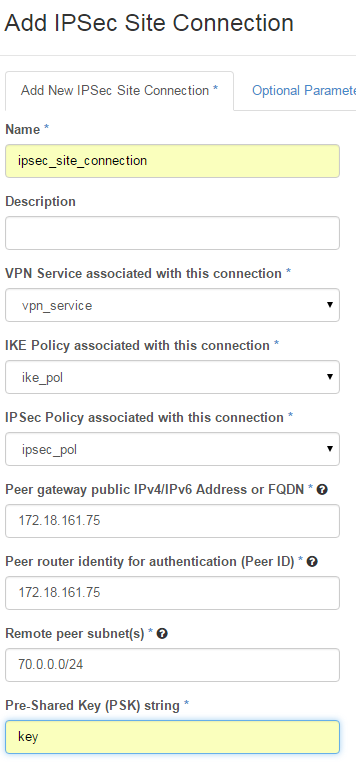 Add IPSec Site Connection
Add New IPSec Site Connection * Optional Paramete
Name *
ipsec_site_connection
Description
VPN Service associated with this connection *
vpn_service
IKE Policy associated with this connection *
ike_pol
IPSec Policy associated with this connection *
ipsec_pol
Peer gateway public IPv4/IPv6 Address or FQDN * ?
172.18.161.75
Peer router identity for authentication (Peer ID) * ?
172.18.161.75
Remote peer subnet(s) * ?
70.0.0.0/24
Pre-Shared Key (PSK) string *
key